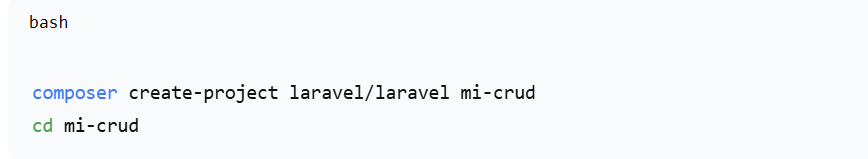 bash
composer create-project laravel/laravel mi-crud
cd mi-crud